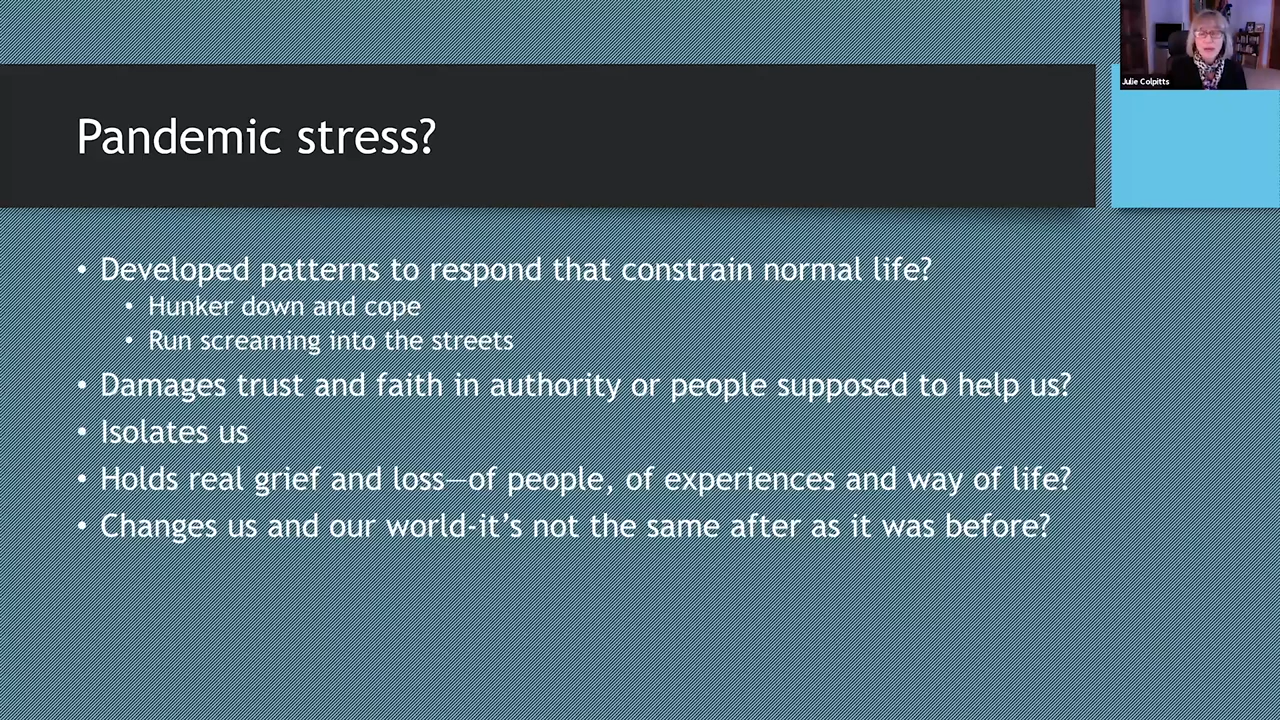 Julie Colpitts
Pandemic stress?
• Developed patterns to respond that constrain normal life?
• Hunker down and cope
• Run screaming into the streets
• Damages trust and faith in authority or people supposed to help us?
• Isolates us
• Holds real grief and loss—of people, of experiences and way of life?
• Changes us and our world-it’s not the same after as it was before?